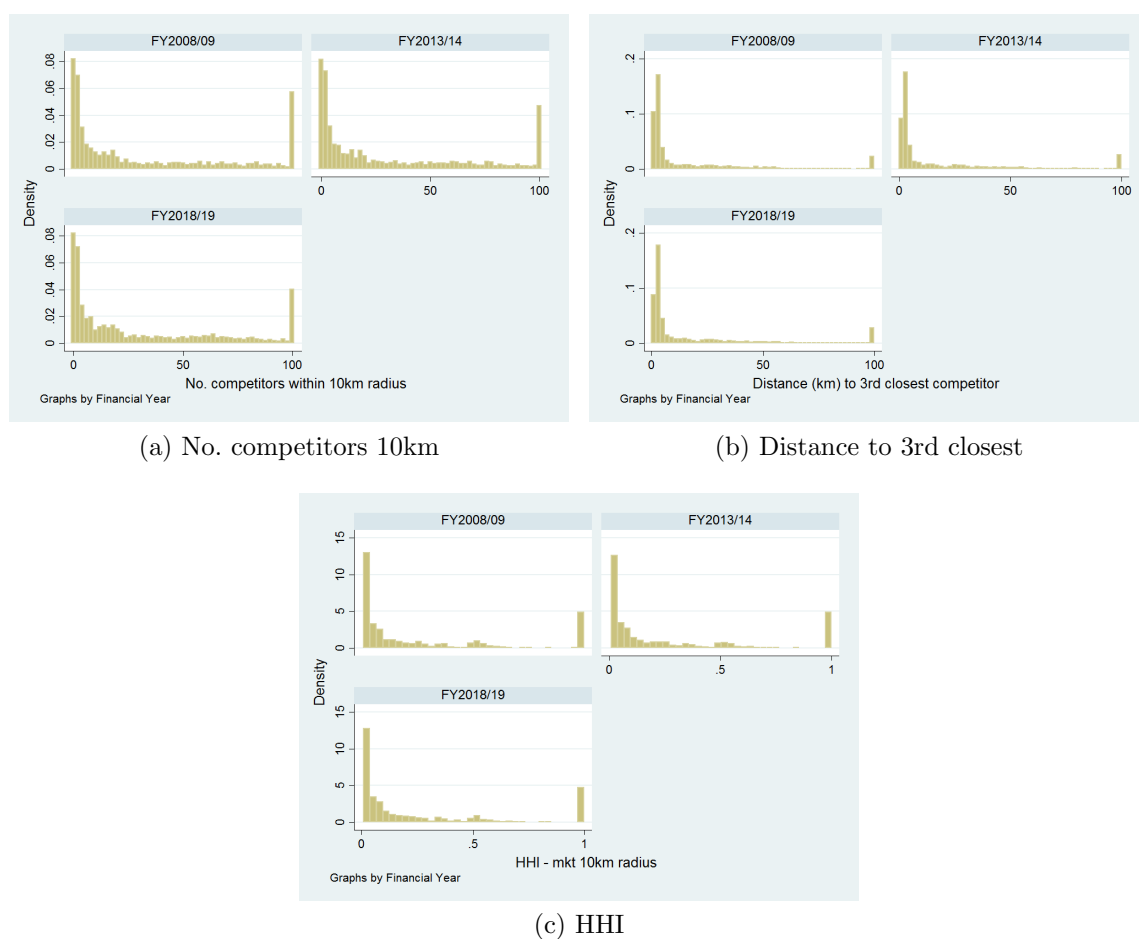 FY2008/09 FY2013/14
0 .02 .04 .06 .08
0 50 100
FY2018/19
0 .02 .04 .06 .08
0 50 100
Density
No. competitors within 10km radius
Graphs by Financial Year
(a) No. competitors 10km
FY2008/09 FY2013/14
0 .1 .2
0 50 100
FY2018/19
0 .1 .2
0 50 100
Density
Distance (km) to 3rd closest competitor
Graphs by Financial Year
(b) Distance to 3rd closest
FY2008/09 FY2013/14
0 5 10 15
0 .5 1
FY2018/19
0 5 10 15
0 .5 1
Density
HHI - mkt 10km radius
Graphs by Financial Year
(c) HHI